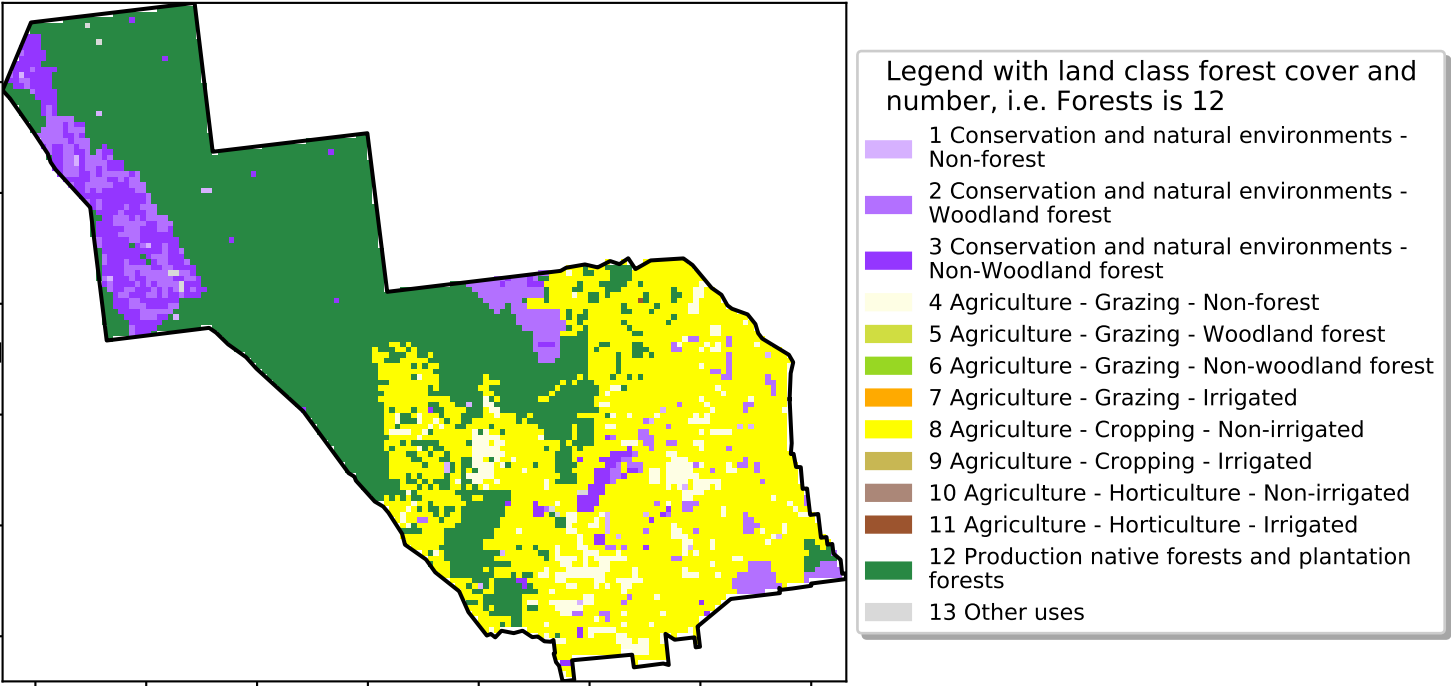 Legend with land class forest cover and
number, i.e. Forests is 12
1 Conservation and natural environments -
Non-forest
2 Conservation and natural environments -
Woodland forest
3 Conservation and natural environments -
Non-Woodland forest
4 Agriculture - Grazing - Non-forest
5 Agriculture - Grazing - Woodland forest
6 Agriculture - Grazing - Non-woodland forest
7 Agriculture - Grazing - Irrigated
8 Agriculture - Cropping - Non-irrigated
9 Agriculture - Cropping - Irrigated
10 Agriculture - Horticulture - Non-irrigated
11 Agriculture - Horticulture - Irrigated
12 Production native forests and plantation
forests
13 Other uses